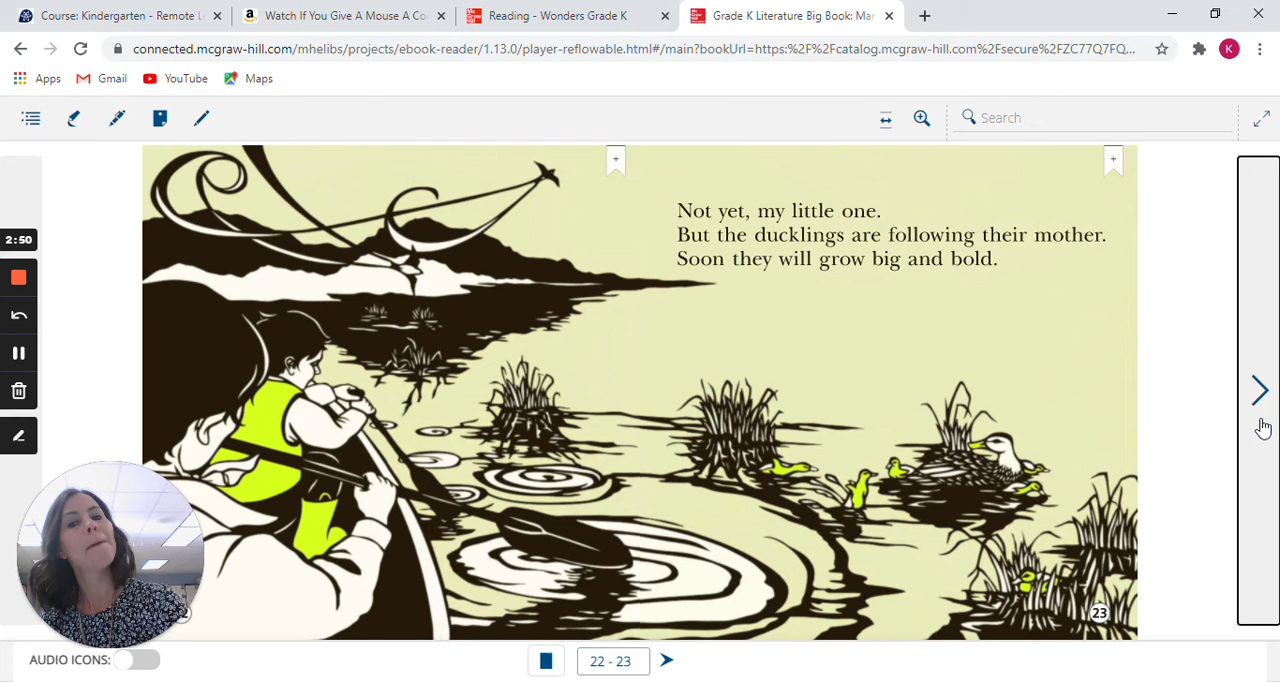 Course: Kindergarten - Remote L
Watch If You Give A Mouse A Co
Reading - Wonders Grade K
Grade K Literature Big Book: Mar
connected.mcgraw-hill.com/mhelibs/projects/ebook-reader/1.13.0/player-reflowable.html#/main?bookUrl=https:%2F%2Fcatalog.mcgraw-hill.com%2Fsecure%2FZC77Q7FQ...
K
Apps
Gmail
YouTube
Maps
Search
2:50
Not yet, my little one.
But the ducklings are following their mother.
Soon they will grow big and bold.
23
AUDIO ICONS:
22 - 23